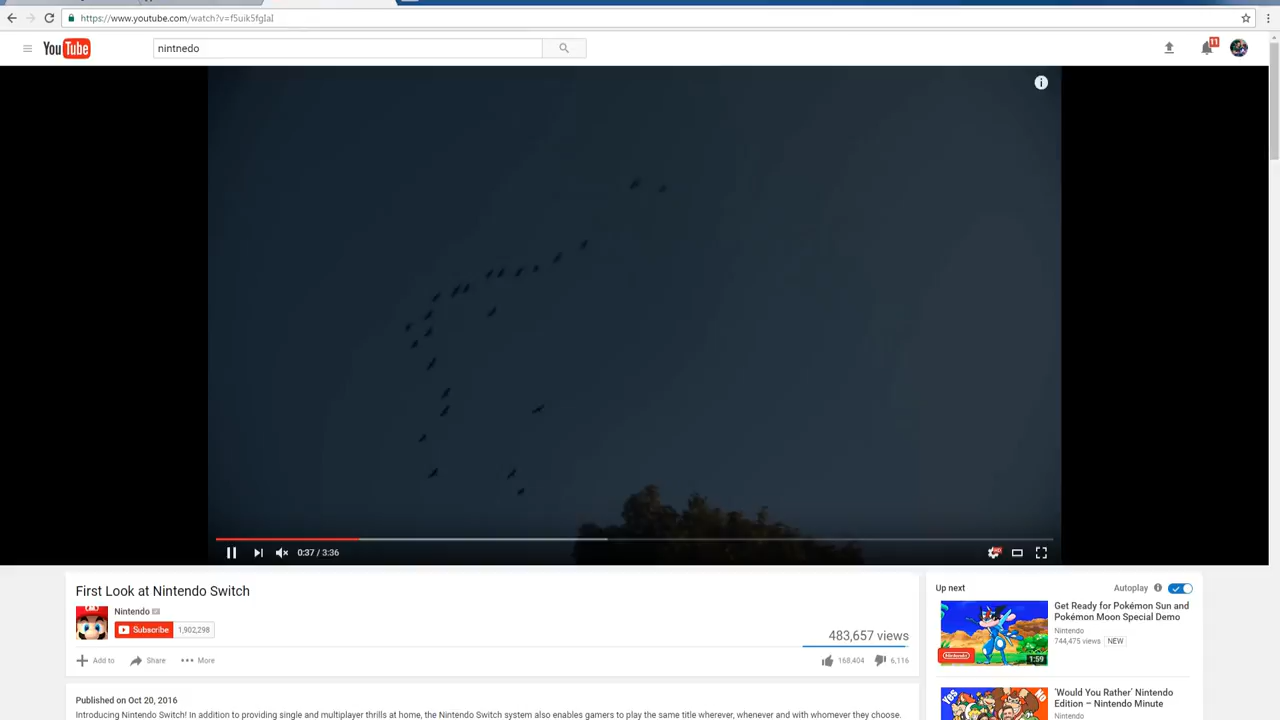 https://www.youtube.com/watch?v=f5uik5fgIaI
YouTube
nintnedo
11
i
0:37 / 3:36
HD
First Look at Nintendo Switch
Nintendo
Subscribe 1,902,298
483,657 views
Add to Share More
168,404 6,116
Published on Oct 20, 2016
Introducing Nintendo Switch! In addition to providing single and multiplayer thrills at home, the Nintendo Switch system also enables gamers to play the same title wherever, whenever and with whomever they choose.
Up next Autoplay
Nintendo
1:59
Get Ready for Pokémon Sun and
Pokémon Moon Special Demo
Nintendo
744,475 views NEW
YES NO
'Would You Rather' Nintendo
Edition – Nintendo Minute
Nintendo